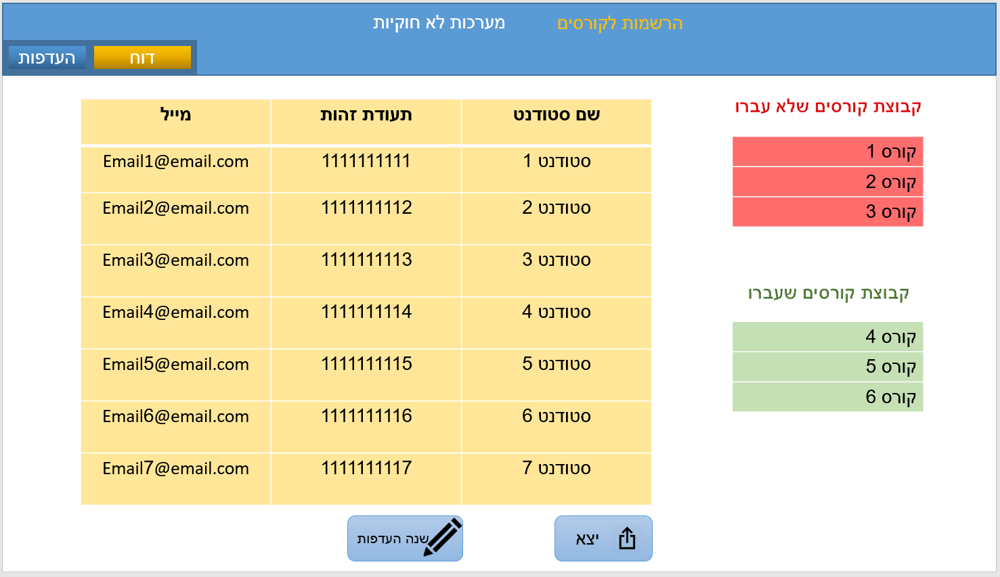 הרשמות לקורסים מערכות לא חוקיות
דוח העדפות
קבוצת קורסים שלא עברו
קורס 1
קורס 2
קורס 3
קבוצת קורסים שעברו
קורס 4
קורס 5
קורס 6
שם סטודנט תעודת זהות מייל
סטודנט 1 1111111111 Email1@email.com
סטודנט 2 1111111112 Email2@email.com
סטודנט 3 1111111113 Email3@email.com
סטודנט 4 1111111114 Email4@email.com
סטודנט 5 1111111115 Email5@email.com
סטודנט 6 1111111116 Email6@email.com
סטודנט 7 1111111117 Email7@email.com
יצא
שנה העדפות